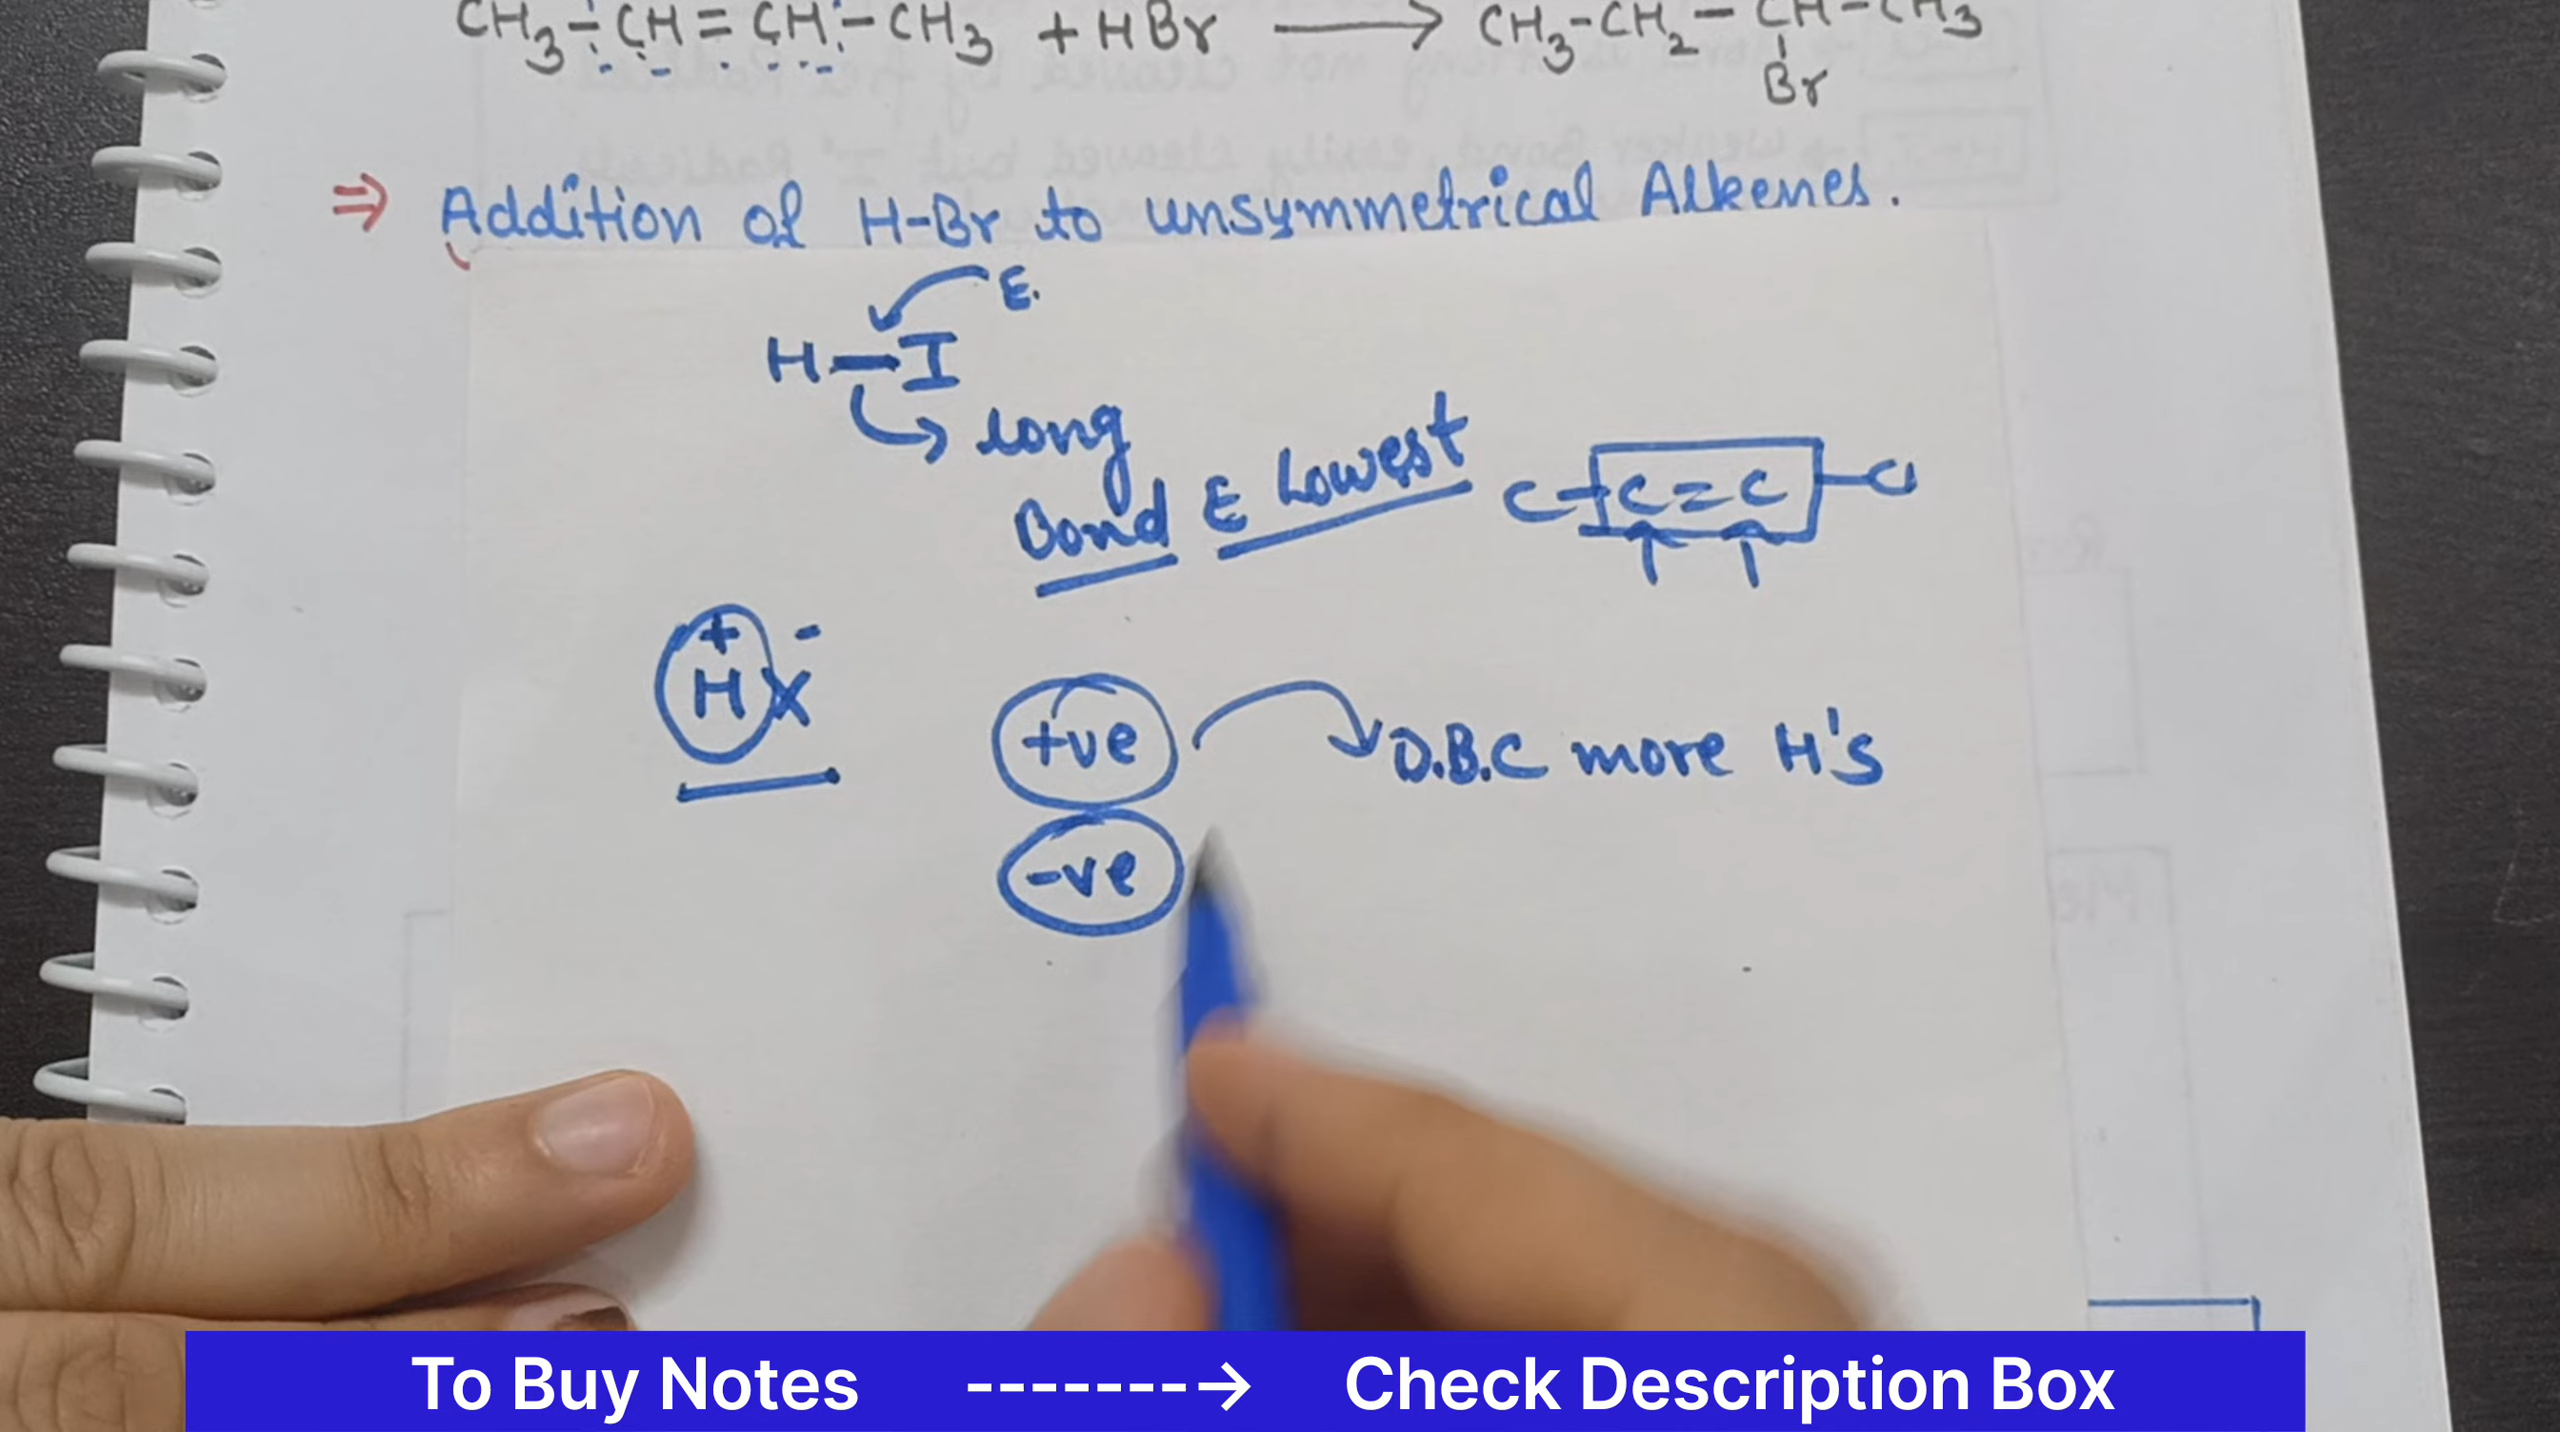 CH3-CH=CH-CH3 + HBr ⟶ CH3-CH2-CH-CH3
Br
⇒ Addition of H-Br to unsymmetrical Alkenes.
E.
H-I
↳ long
Bond E Lowest
C-C=C-C
+ -
HX
+ve → D.B.C more H's
-ve
To Buy Notes -------→ Check Description Box